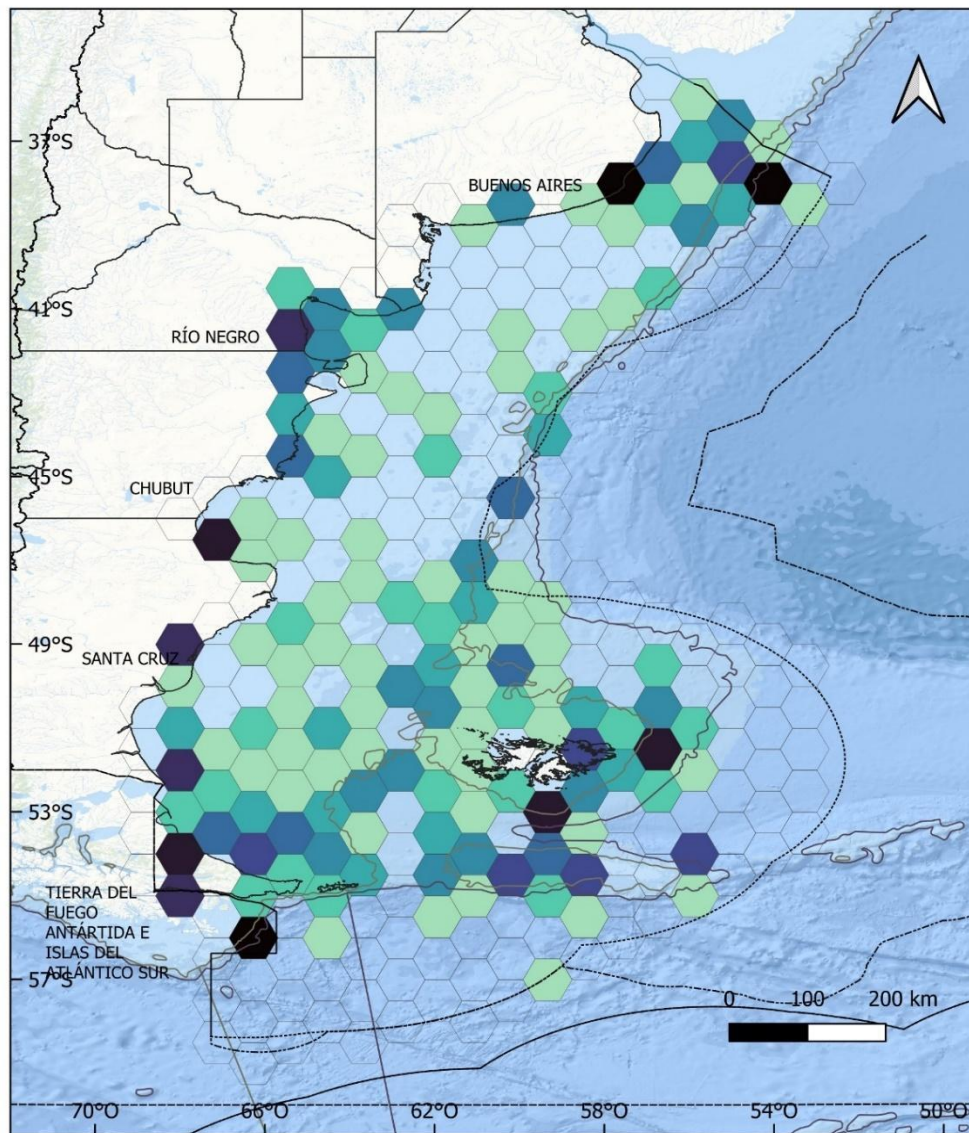 37°S
BUENOS AIRES
41°S
RÍO NEGRO
45°S
CHUBUT
49°S
SANTA CRUZ
53°S
TIERRA DEL
FUEGO
ANTÁRTIDA E
ISLAS DEL
ATLÁNTICO SUR
57°S
0 100 200 km
70°O 66°O 62°O 58°O 54°O 50°O